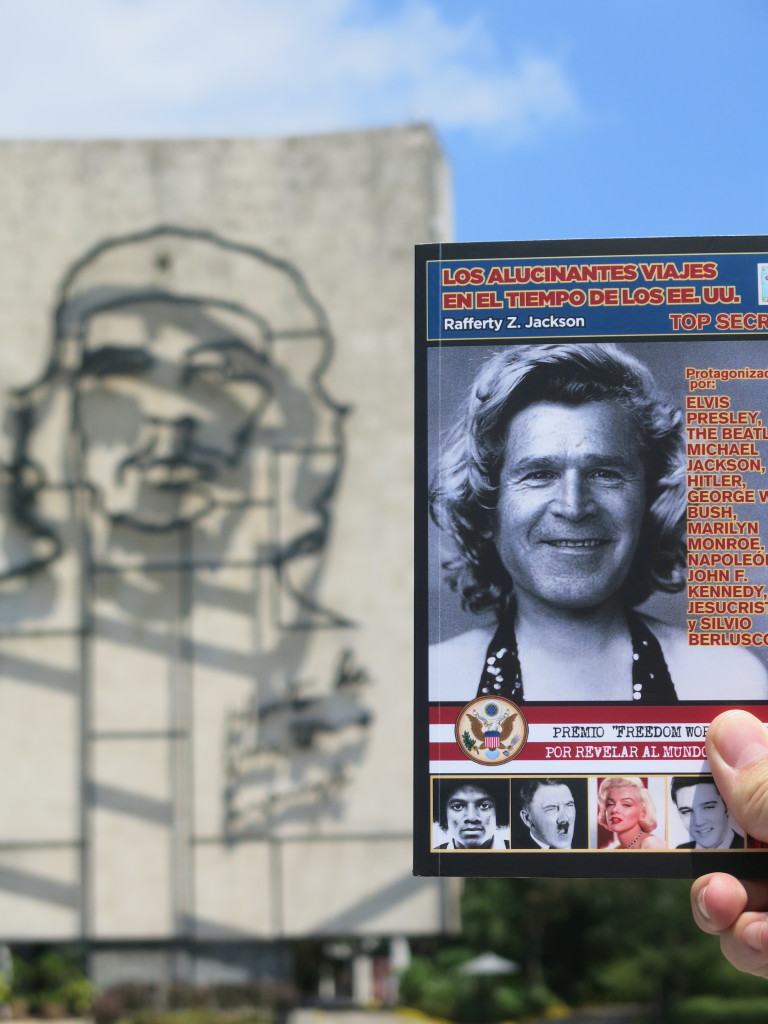 LOS ALUCINANTES VIAJES
EN EL TIEMPO DE LOS EE. UU.
Rafferty Z. Jackson TOP SECR
Protagonizad
por:
ELVIS
PRESLEY,
THE BEATL
MICHAEL
JACKSON,
HITLER,
GEORGE W
BUSH,
MARILYN
MONROE,
NAPOLEÓ
JOHN F.
KENNEDY,
JESUCRIS
y SILVIO
BERLUSCO
PREMIO "FREEDOM WOR
POR REVELAR AL MUNDO